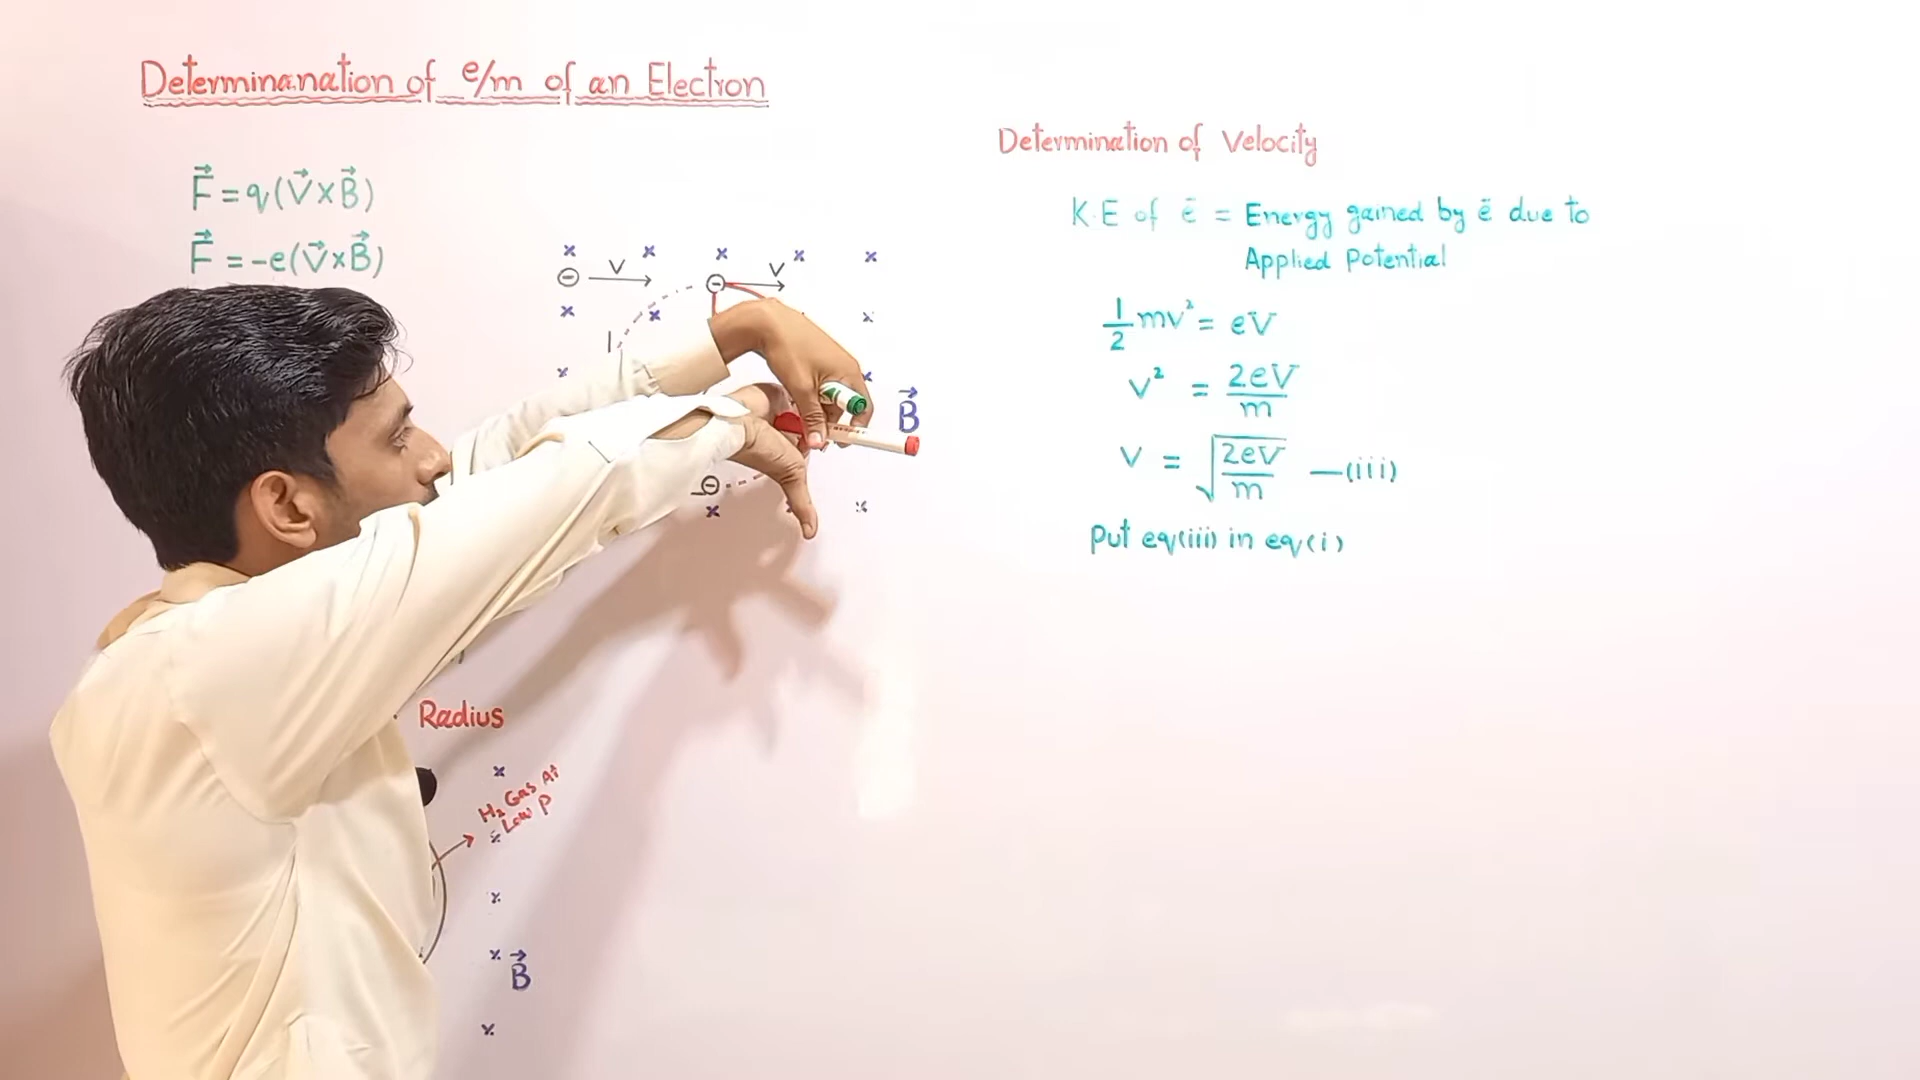 Determinanation of e/m of an Electron
F⃗ = q(V⃗×B⃗)
F⃗ = -e(V⃗×B⃗)
V
V
B⃗
Radius
H₂ Gas At
Low P
B⃗
Determination of Velocity
K.E of ē = Energy gained by ē due to
Applied Potential
1/2 mv² = eV
V² = 2eV/m
V = √(2eV/m) —(iii)
Put eq(iii) in eq(i)